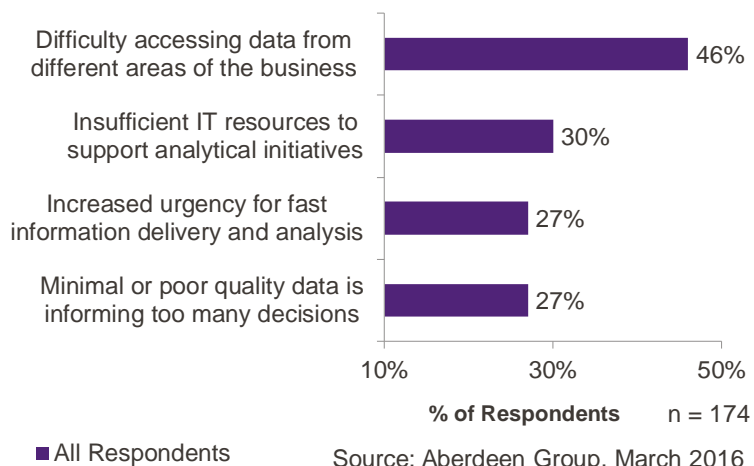 Difficulty accessing data from
different areas of the business
46%
Insufficient IT resources to
support analytical initiatives
30%
Increased urgency for fast
information delivery and analysis
27%
Minimal or poor quality data is
informing too many decisions
27%
10%
30%
50%
% of Respondents
n = 174
All Respondents
Source: Aberdeen Group, March 2016